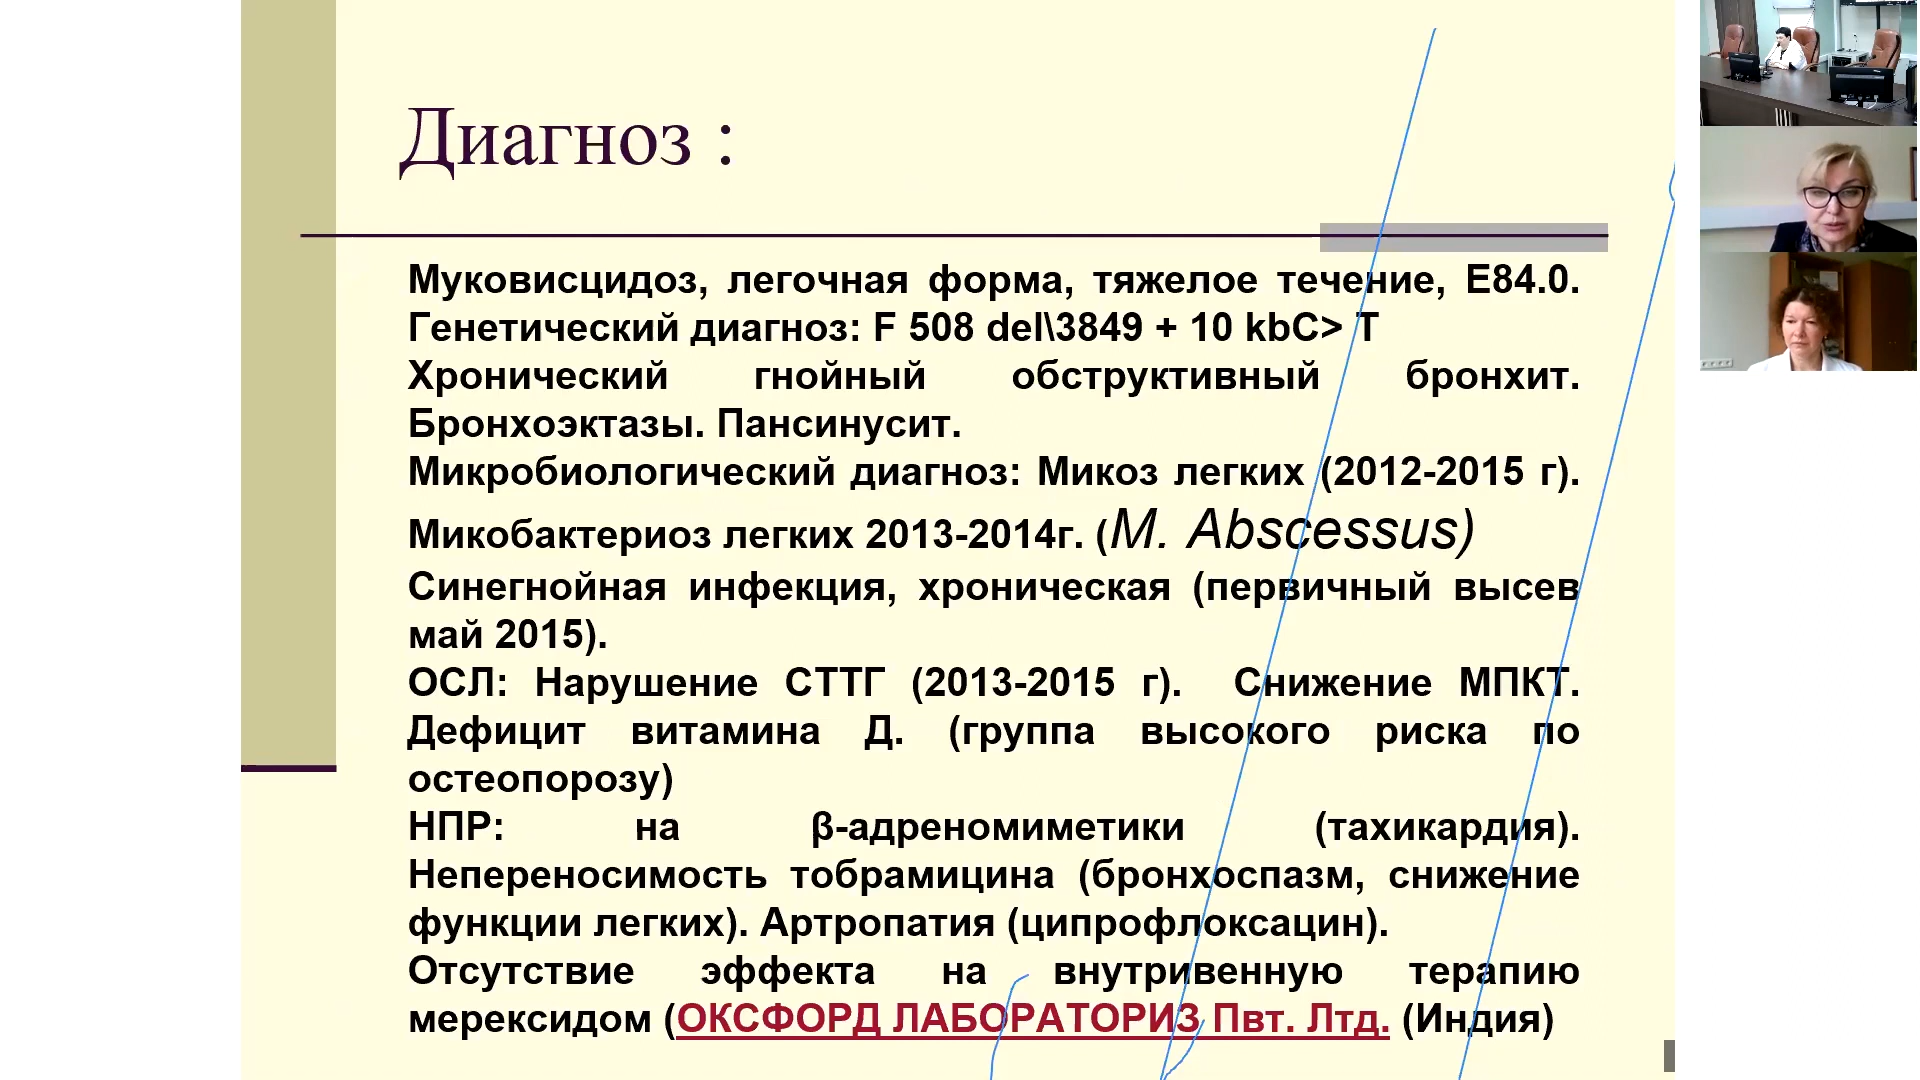 Диагноз :
Муковисцидоз, легочная форма, тяжелое течение, Е84.0.
Генетический диагноз: F 508 del\3849 + 10 kbC> T
Хронический гнойный обструктивный бронхит.
Бронхоэктазы. Пансинусит.
Микробиологический диагноз: Микоз легких (2012-2015 г).
Микобактериоз легких 2013-2014г. (M. Abscessus)
Синегнойная инфекция, хроническая (первичный высев
май 2015).
ОСЛ: Нарушение СТТГ (2013-2015 г). Снижение МПКТ.
Дефицит витамина Д. (группа высокого риска по
остеопорозу)
НПР: на β-адреномиметики (тахикардия).
Непереносимость тобрамицина (бронхоспазм, снижение
функции легких). Артропатия (ципрофлоксацин).
Отсутствие эффекта на внутривенную терапию
мерексидом (ОКСФОРД ЛАБОРАТОРИЗ Пвт. Лтд. (Индия)